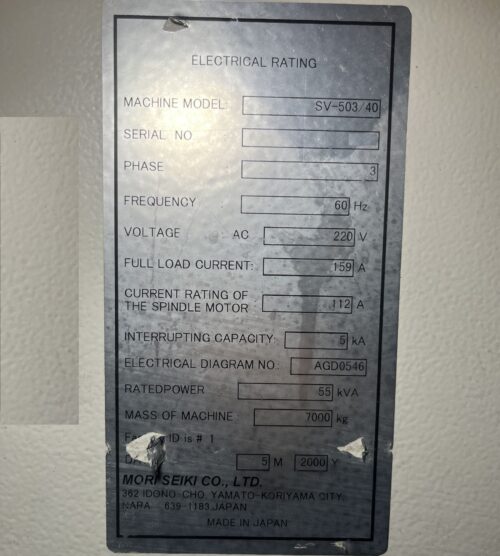 ELECTRICAL RATING
MACHINE MODEL: SV-503/40
SERIAL NO
PHASE 3
FREQUENCY 60 Hz
VOLTAGE AC 220 V
FULL LOAD CURRENT: 159 A
CURRENT RATING OF
THE SPINDLE MOTOR 112 A
INTERRUPTING CAPACITY: 5 kA
ELECTRICAL DIAGRAM NO.: AGD0546
RATEDPOWER 55 kVA
MASS OF MACHINE 7000 kg
ID is # 1
5 M 2000 Y
MORI SEIKI CO., LTD.
362 IDONO-CHO, YAMATO-KORIYAMA CITY,
NARA 639-1183,JAPAN
MADE IN JAPAN